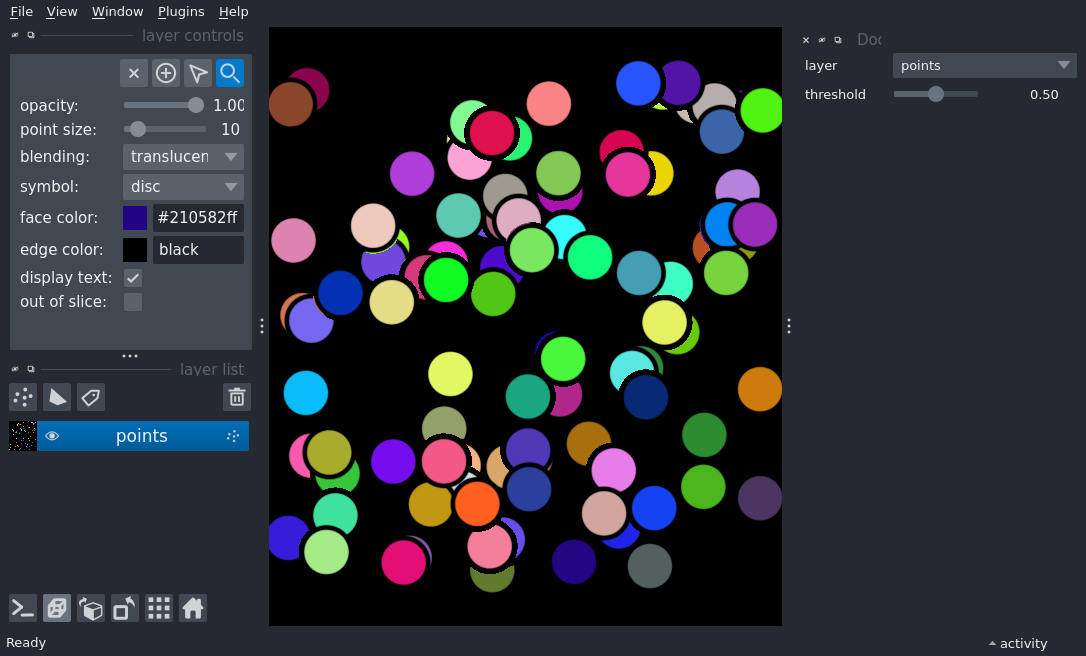 File View Window Plugins Help
layer controls
opacity: 1.00
point size: 10
blending: translucen
symbol: disc
face color: #210582ff
edge color: black
display text:
out of slice:
layer list
points
Ready
layer points
threshold 0.50
activity